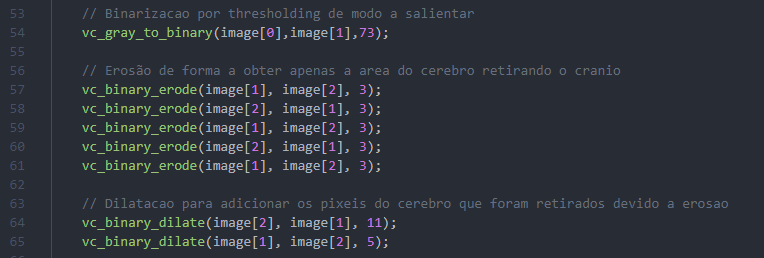 53 // Binarizacao por thresholding de modo a salientar
54 vc_gray_to_binary(image[0],image[1],73);
55
56 // Erosão de forma a obter apenas a area do cerebro retirando o cranio
57 vc_binary_erode(image[1], image[2], 3);
58 vc_binary_erode(image[2], image[1], 3);
59 vc_binary_erode(image[1], image[2], 3);
60 vc_binary_erode(image[2], image[1], 3);
61 vc_binary_erode(image[1], image[2], 3);
62
63 // Dilatacao para adicionar os pixeis do cerebro que foram retirados devido a erosao
64 vc_binary_dilate(image[2], image[1], 11);
65 vc_binary_dilate(image[1], image[2], 5);